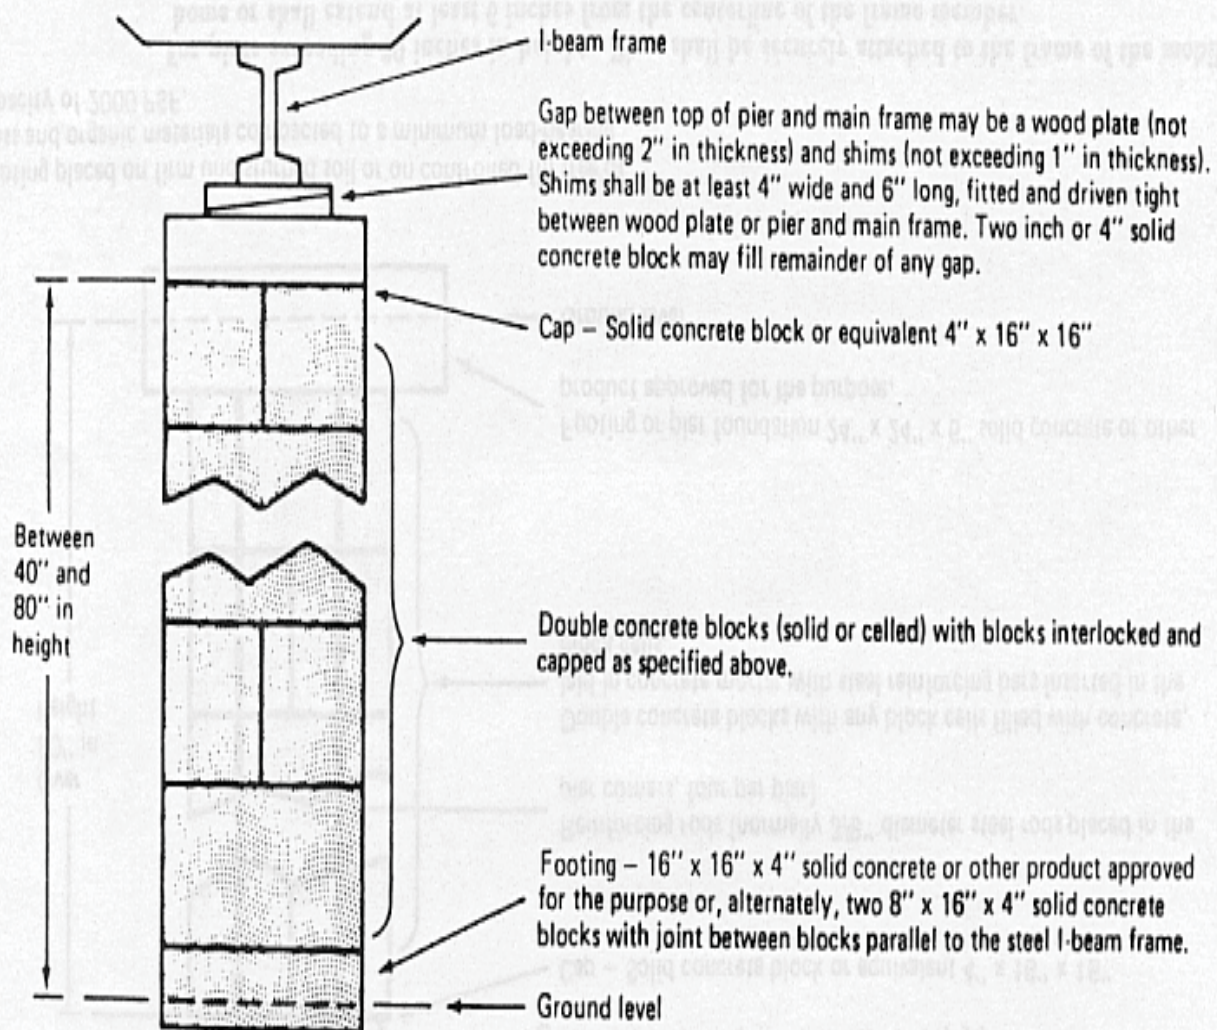 I-beam frame
Gap between top of pier and main frame may be a wood plate (not
exceeding 2" in thickness) and shims (not exceeding 1" in thickness).
Shims shall be at least 4" wide and 6" long, fitted and driven tight
between wood plate or pier and main frame. Two inch or 4" solid
concrete block may fill remainder of any gap.
Cap – Solid concrete block or equivalent 4" x 16" x 16"
Between
40" and
80" in
height
Double concrete blocks (solid or celled) with blocks interlocked and
capped as specified above.
Footing – 16" x 16" x 4" solid concrete or other product approved
for the purpose or, alternately, two 8" x 16" x 4" solid concrete
blocks with joint between blocks parallel to the steel I-beam frame.
Ground level